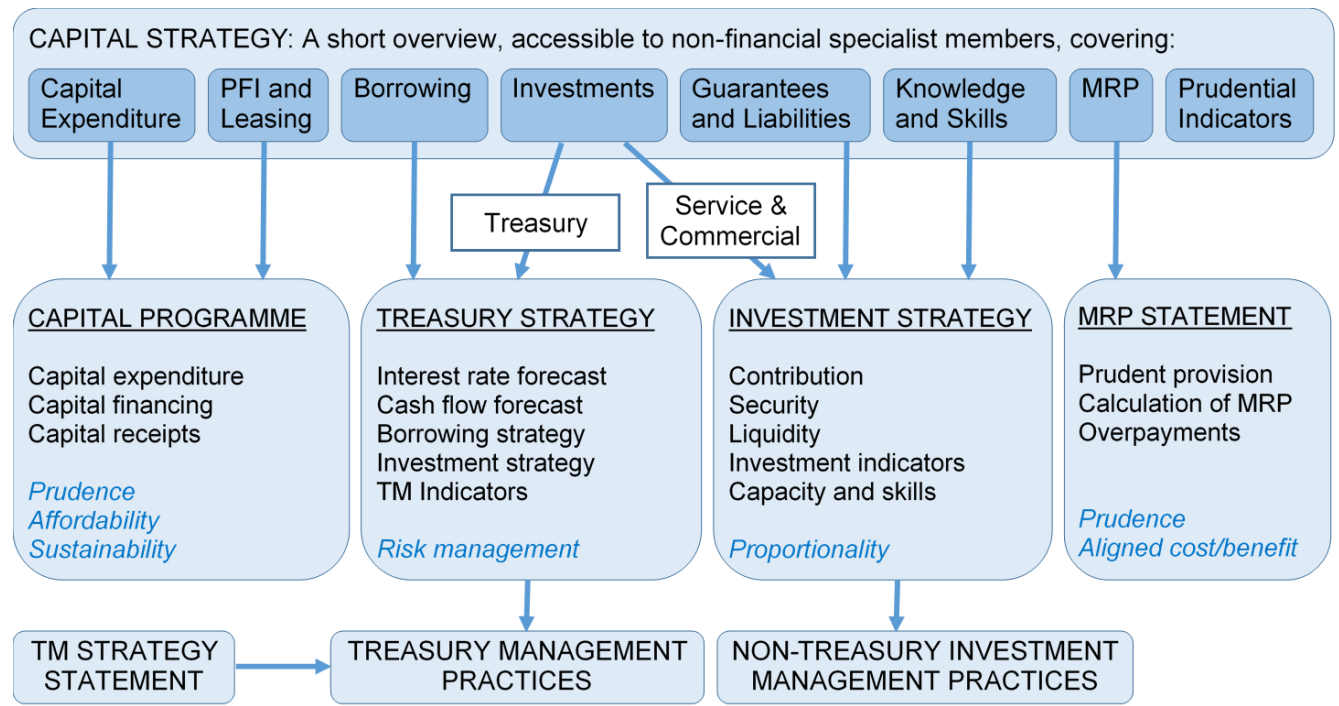 CAPITAL STRATEGY: A short overview, accessible to non-financial specialist members, covering:
Capital
Expenditure
PFI and
Leasing
Borrowing
Investments
Guarantees
and Liabilities
Knowledge
and Skills
MRP
Prudential
Indicators
Treasury
Service &
Commercial
CAPITAL PROGRAMME
Capital expenditure
Capital financing
Capital receipts
Prudence
Affordability
Sustainability
TREASURY STRATEGY
Interest rate forecast
Cash flow forecast
Borrowing strategy
Investment strategy
TM Indicators
Risk management
INVESTMENT STRATEGY
Contribution
Security
Liquidity
Investment indicators
Capacity and skills
Proportionality
MRP STATEMENT
Prudent provision
Calculation of MRP
Overpayments
Prudence
Aligned cost/benefit
TM STRATEGY
STATEMENT
TREASURY MANAGEMENT
PRACTICES
NON-TREASURY INVESTMENT
MANAGEMENT PRACTICES